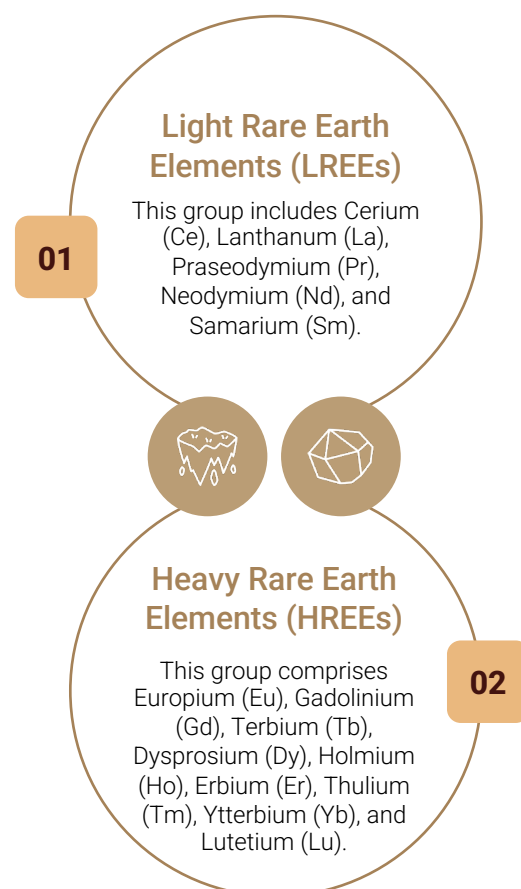 Light Rare Earth
Elements (LREEs)
This group includes Cerium
(Ce), Lanthanum (La),
Praseodymium (Pr),
Neodymium (Nd), and
Samarium (Sm).
01
Heavy Rare Earth
Elements (HREEs)
This group comprises
Europium (Eu), Gadolinium
(Gd), Terbium (Tb),
Dysprosium (Dy), Holmium
(Ho), Erbium (Er), Thulium
(Tm), Ytterbium (Yb), and
Lutetium (Lu).
02